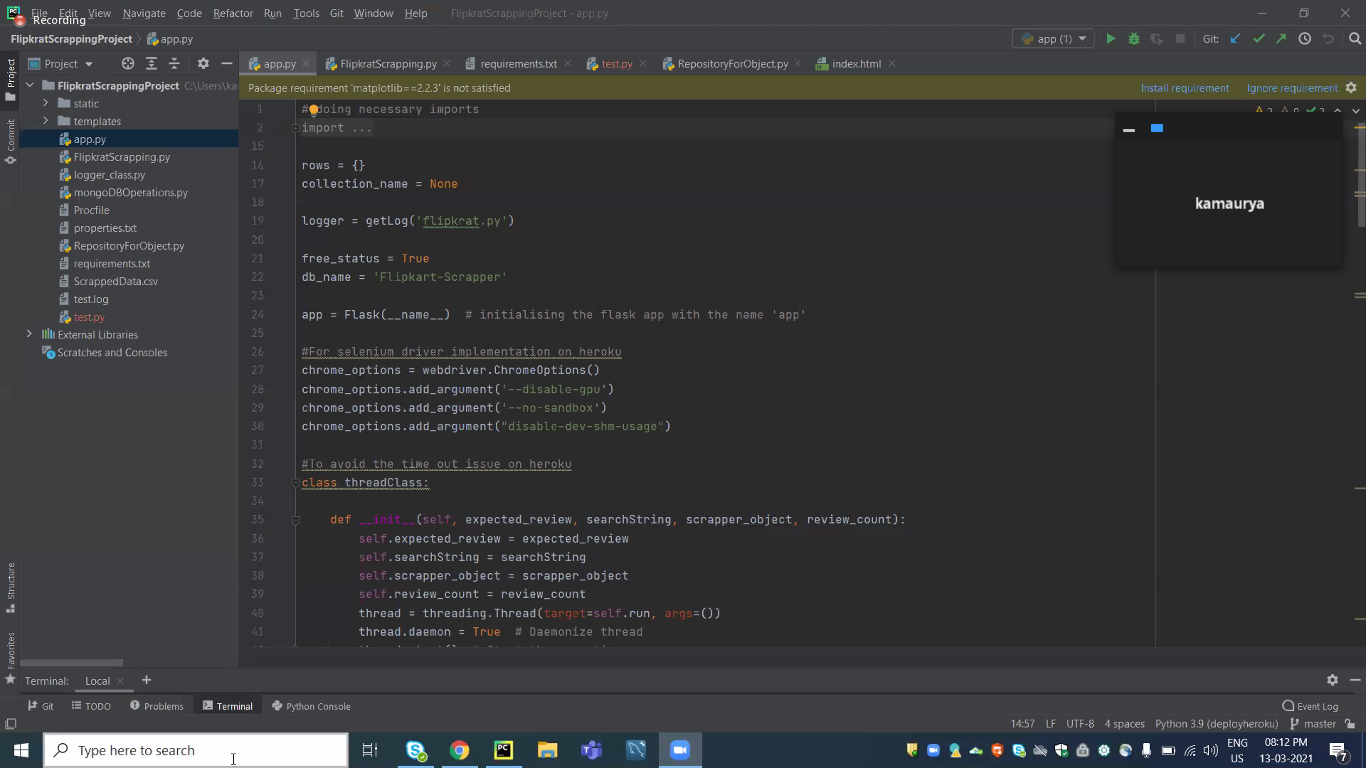 File Edit View Navigate Code Refactor Run Tools Git Window Help FlipkratScrappingProject - app.py
Recording
FlipkratScrappingProject app.py app (1) Git:
Project app.py FlipkratScrapping.py requirements.txt test.py RepositoryForObject.py index.html
FlipkratScrappingProject C:\Users\ka
static
templates
app.py
FlipkratScrapping.py
logger_class.py
mongoDBOperations.py
Procfile
properties.txt
RepositoryForObject.py
requirements.txt
ScrappedData.csv
test.log
test.py
External Libraries
Scratches and Consoles
Project
Commit
Structure
Favorites
Package requirement 'matplotlib==2.2.3' is not satisfied Install requirement Ignore requirement
1 # doing necessary imports
2 import ...
15
16 rows = {}
17 collection_name = None
18
19 logger = getLog('flipkrat.py')
20
21 free_status = True
22 db_name = 'Flipkart-Scrapper'
23
24 app = Flask(__name__) # initialising the flask app with the name 'app'
25
26 #For selenium driver implementation on heroku
27 chrome_options = webdriver.ChromeOptions()
28 chrome_options.add_argument('--disable-gpu')
29 chrome_options.add_argument('--no-sandbox')
30 chrome_options.add_argument("disable-dev-shm-usage")
31
32 #To avoid the time out issue on heroku
33 class threadClass:
34
35 def __init__(self, expected_review, searchString, scrapper_object, review_count):
36 self.expected_review = expected_review
37 self.searchString = searchString
38 self.scrapper_object = scrapper_object
39 self.review_count = review_count
40 thread = threading.Thread(target=self.run, args=())
41 thread.daemon = True # Daemonize thread
kamaurya
Terminal: Local
Git TODO Problems Terminal Python Console Event Log
14:57 LF UTF-8 4 spaces Python 3.9 (deployheroku) master
Type here to search
ENG
US
08:12 PM
13-03-2021
7